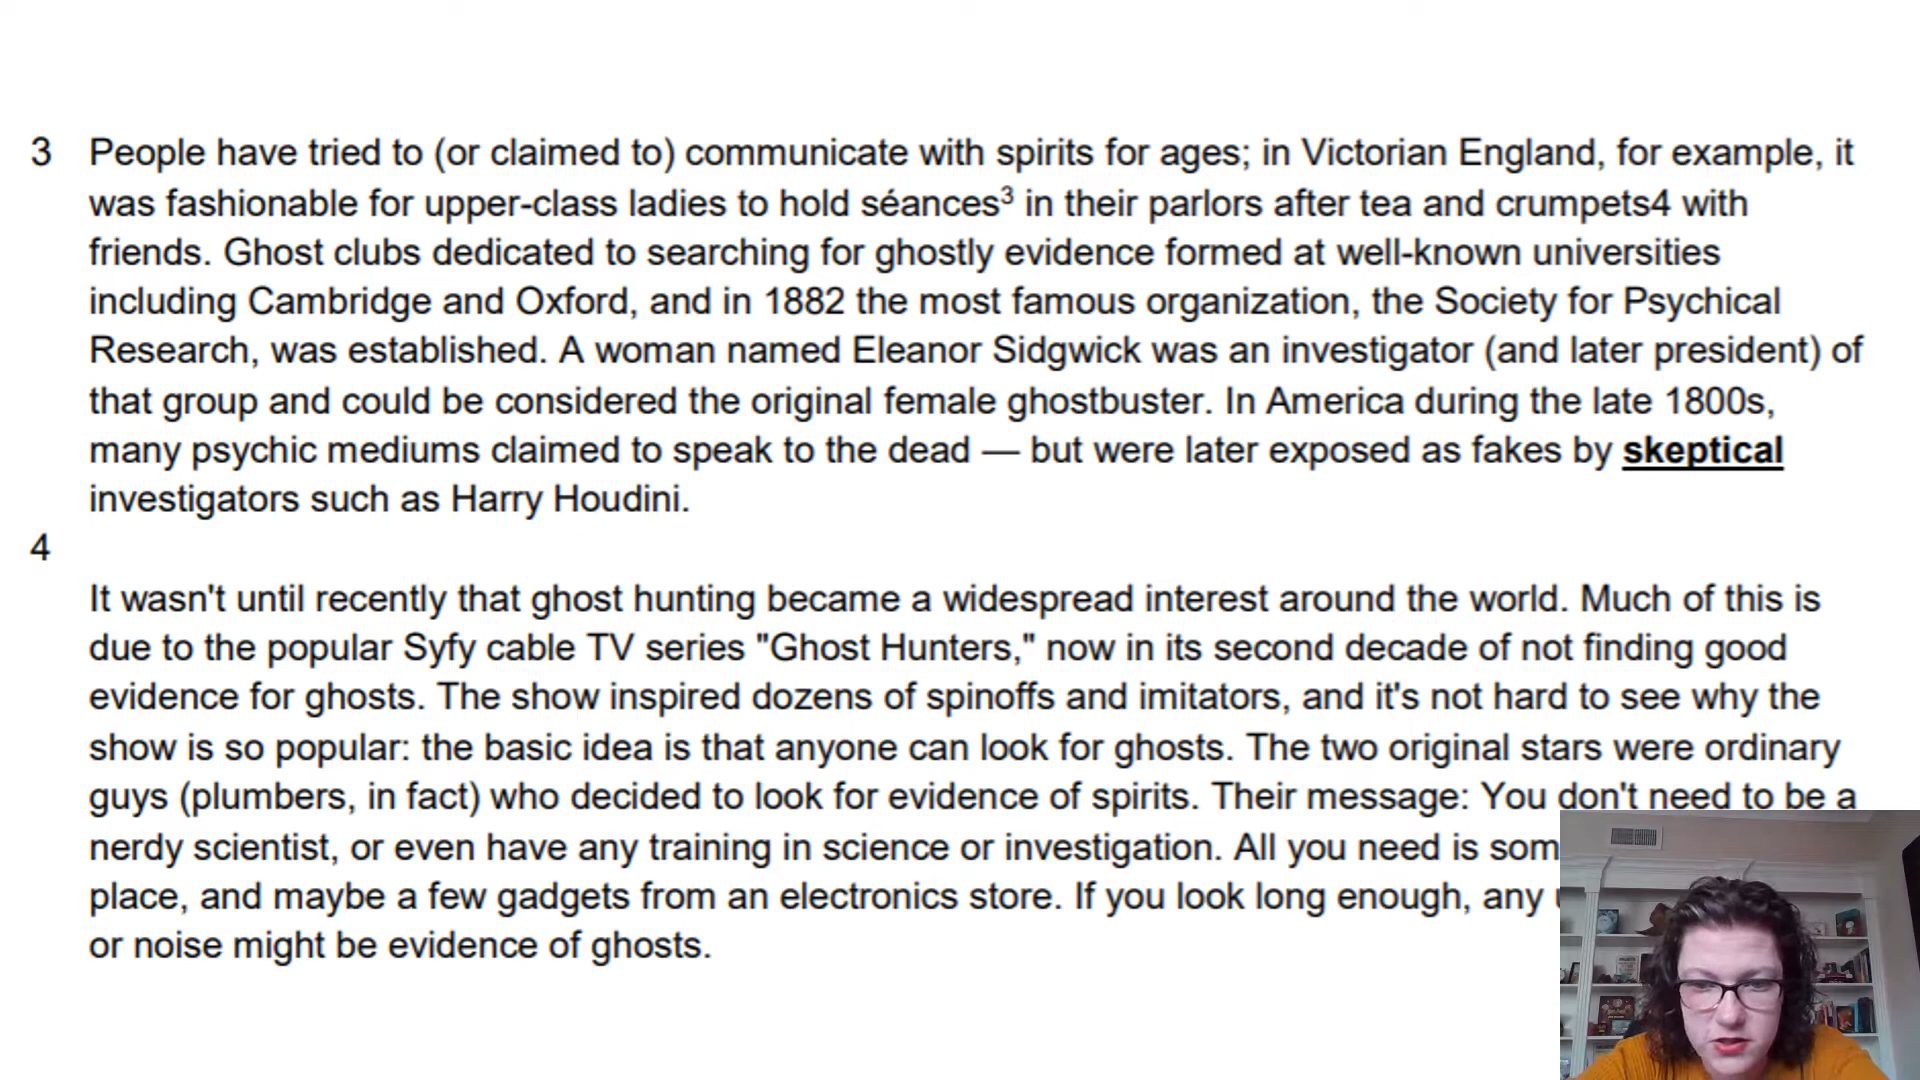 3 People have tried to (or claimed to) communicate with spirits for ages; in Victorian England, for example, it
was fashionable for upper-class ladies to hold séances³ in their parlors after tea and crumpets4 with
friends. Ghost clubs dedicated to searching for ghostly evidence formed at well-known universities
including Cambridge and Oxford, and in 1882 the most famous organization, the Society for Psychical
Research, was established. A woman named Eleanor Sidgwick was an investigator (and later president) of
that group and could be considered the original female ghostbuster. In America during the late 1800s,
many psychic mediums claimed to speak to the dead — but were later exposed as fakes by skeptical
investigators such as Harry Houdini.
4
It wasn't until recently that ghost hunting became a widespread interest around the world. Much of this is
due to the popular Syfy cable TV series "Ghost Hunters," now in its second decade of not finding good
evidence for ghosts. The show inspired dozens of spinoffs and imitators, and it's not hard to see why the
show is so popular: the basic idea is that anyone can look for ghosts. The two original stars were ordinary
guys (plumbers, in fact) who decided to look for evidence of spirits. Their message: You don't need to be a
nerdy scientist, or even have any training in science or investigation. All you need is som
place, and maybe a few gadgets from an electronics store. If you look long enough, any
or noise might be evidence of ghosts.